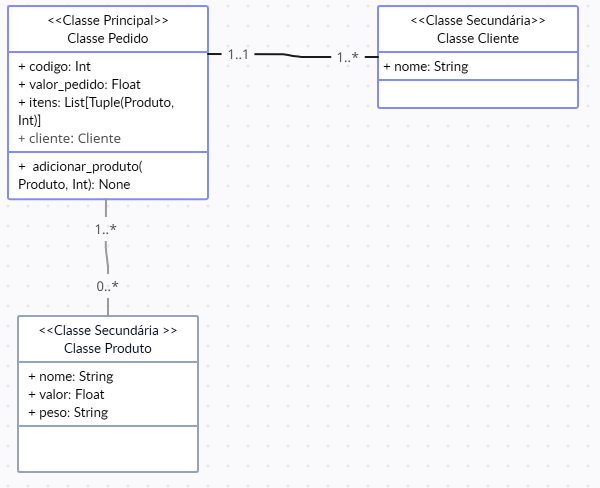 <<Classe Principal>>
Classe Pedido
+ codigo: Int
+ valor_pedido: Float
+ itens: List[Tuple(Produto,
Int)]
+ cliente: Cliente
+  adicionar_produto(
Produto, Int): None
1..1
1..*
<<Classe Secundária>>
Classe Cliente
+ nome: String
1..*
0..*
<<Classe Secundária >>
Classe Produto
+ nome: String
+ valor: Float
+ peso: String